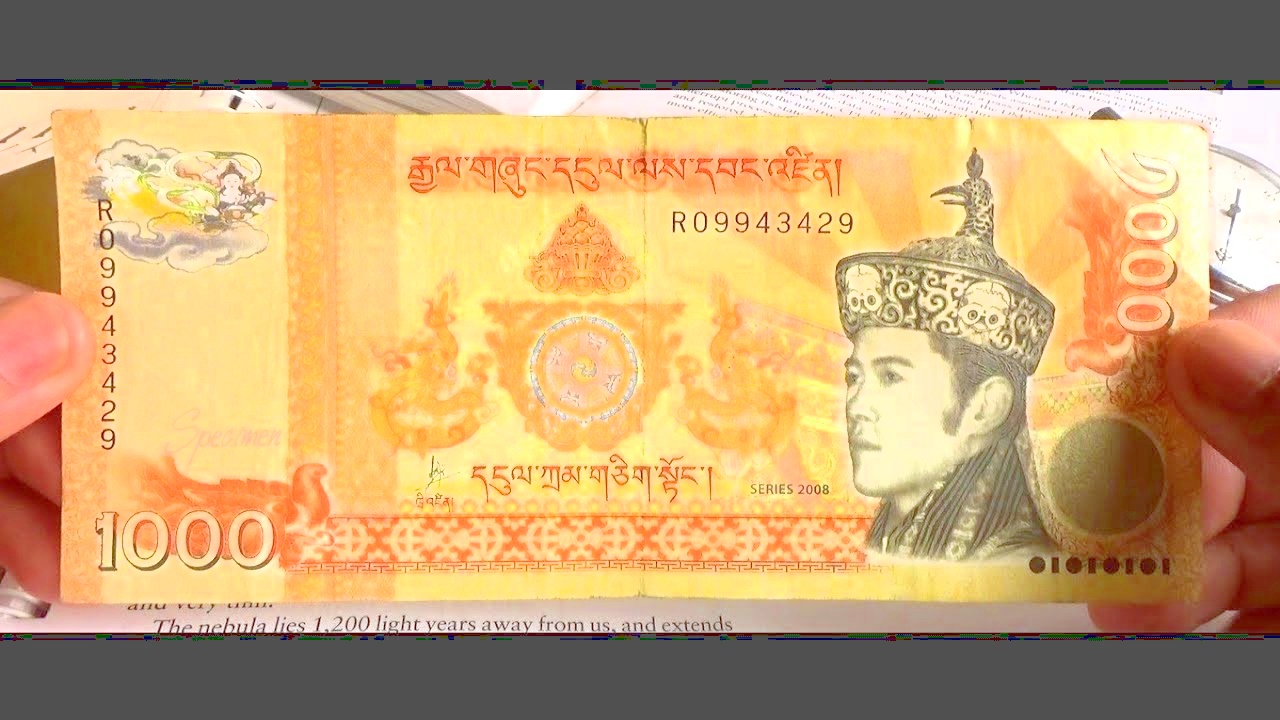 རྒྱལ་གཞུང་དངུལ་ལས་དབང་འཛིན།
R09943429
R09943429
1000
Specimen
དངུལ་ཀྲམ་གཅིག་སྟོང་།
SERIES 2008
1000
and very thin.
The nebula lies 1,200 light years away from us, and extends